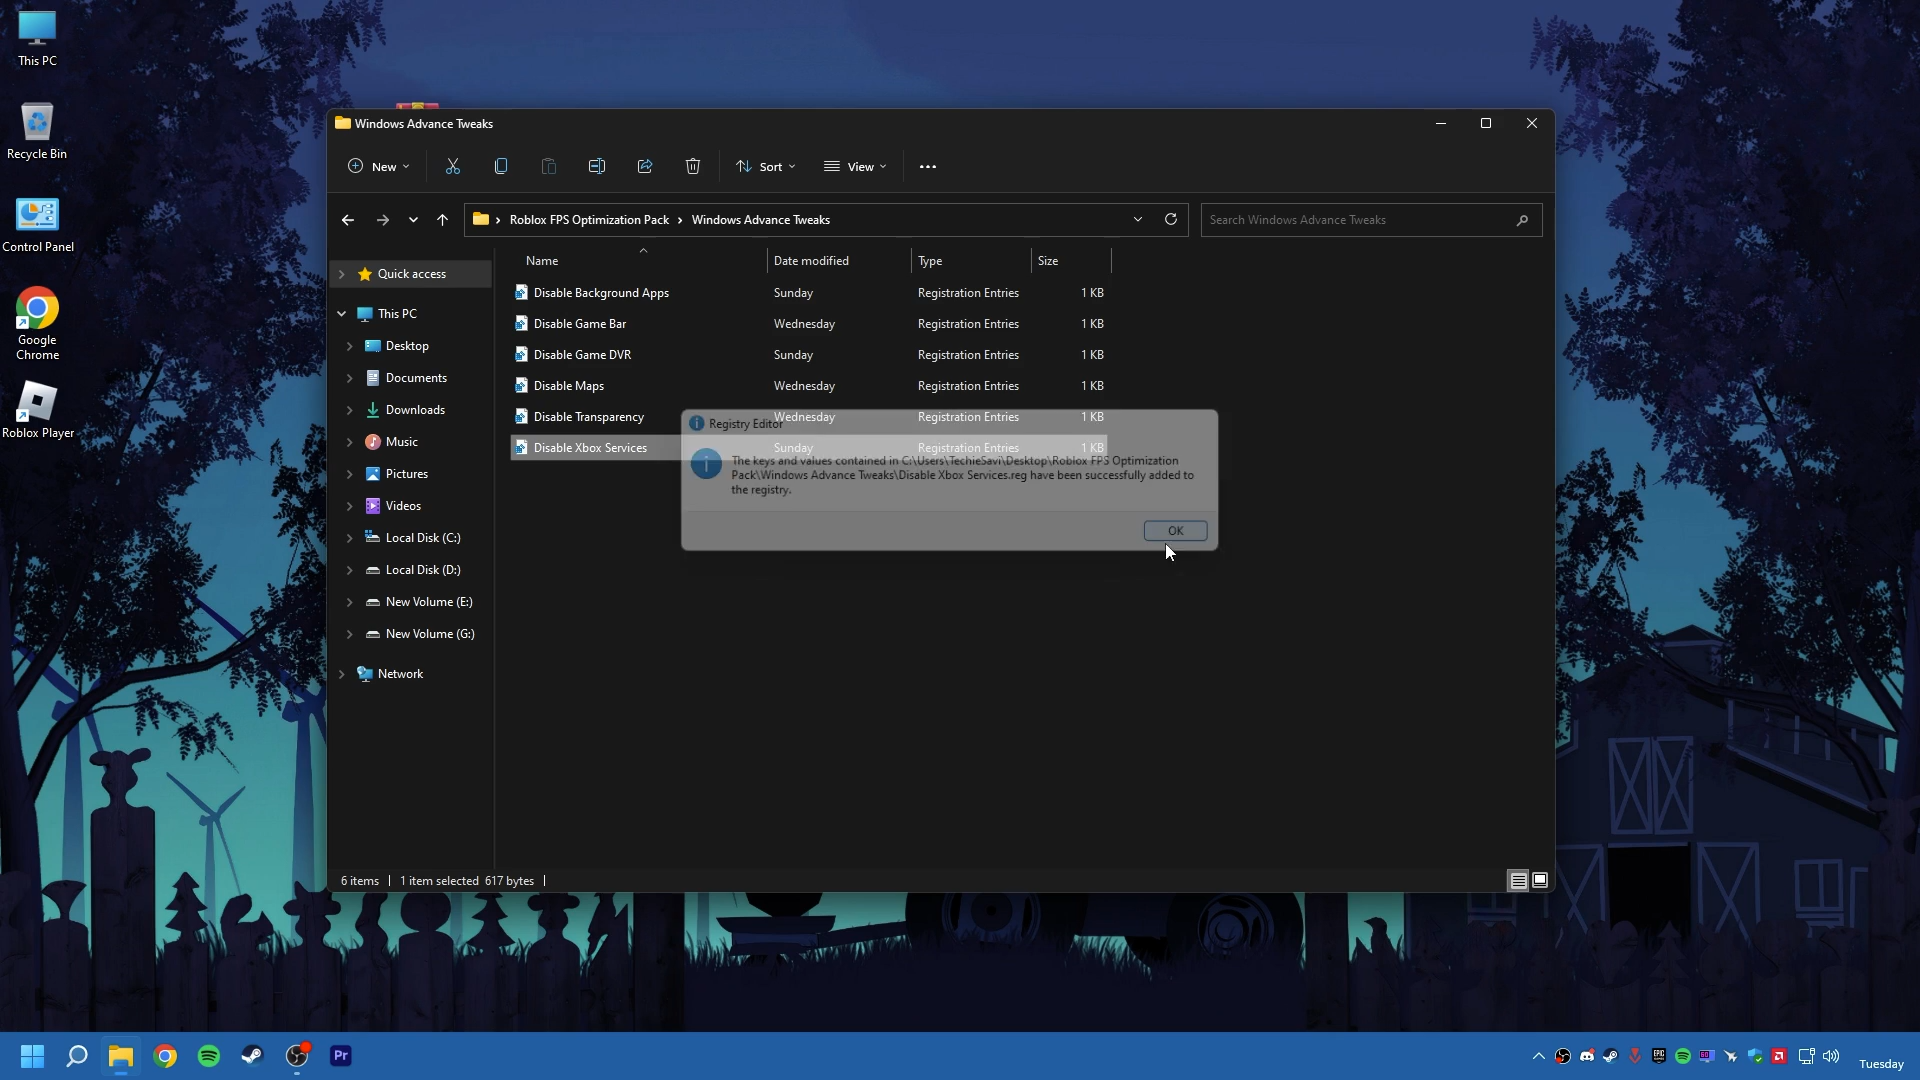 This PC
Recycle Bin
Control Panel
Google
Chrome
Roblox Player
Windows Advance Tweaks
New
Sort
View
Roblox FPS Optimization Pack
Windows Advance Tweaks
Search Windows Advance Tweaks
Quick access
This PC
Desktop
Documents
Downloads
Music
Pictures
Videos
Local Disk (C:)
Local Disk (D:)
New Volume (E:)
New Volume (G:)
Network
Name Date modified Type Size
Disable Background Apps Sunday Registration Entries 1 KB
Disable Game Bar Wednesday Registration Entries 1 KB
Disable Game DVR Sunday Registration Entries 1 KB
Disable Maps Wednesday Registration Entries 1 KB
Disable Transparency Wednesday Registration Entries 1 KB
Disable Xbox Services Sunday Registration Entries 1 KB
Registry Editor
The keys and values contained in C:\Users\TechieSavi\Desktop\Roblox FPS Optimization
Pack\Windows Advance Tweaks\Disable Xbox Services.reg have been successfully added to
the registry.
OK
6 items 1 item selected 617 bytes
Pr
EPIC
Tuesday